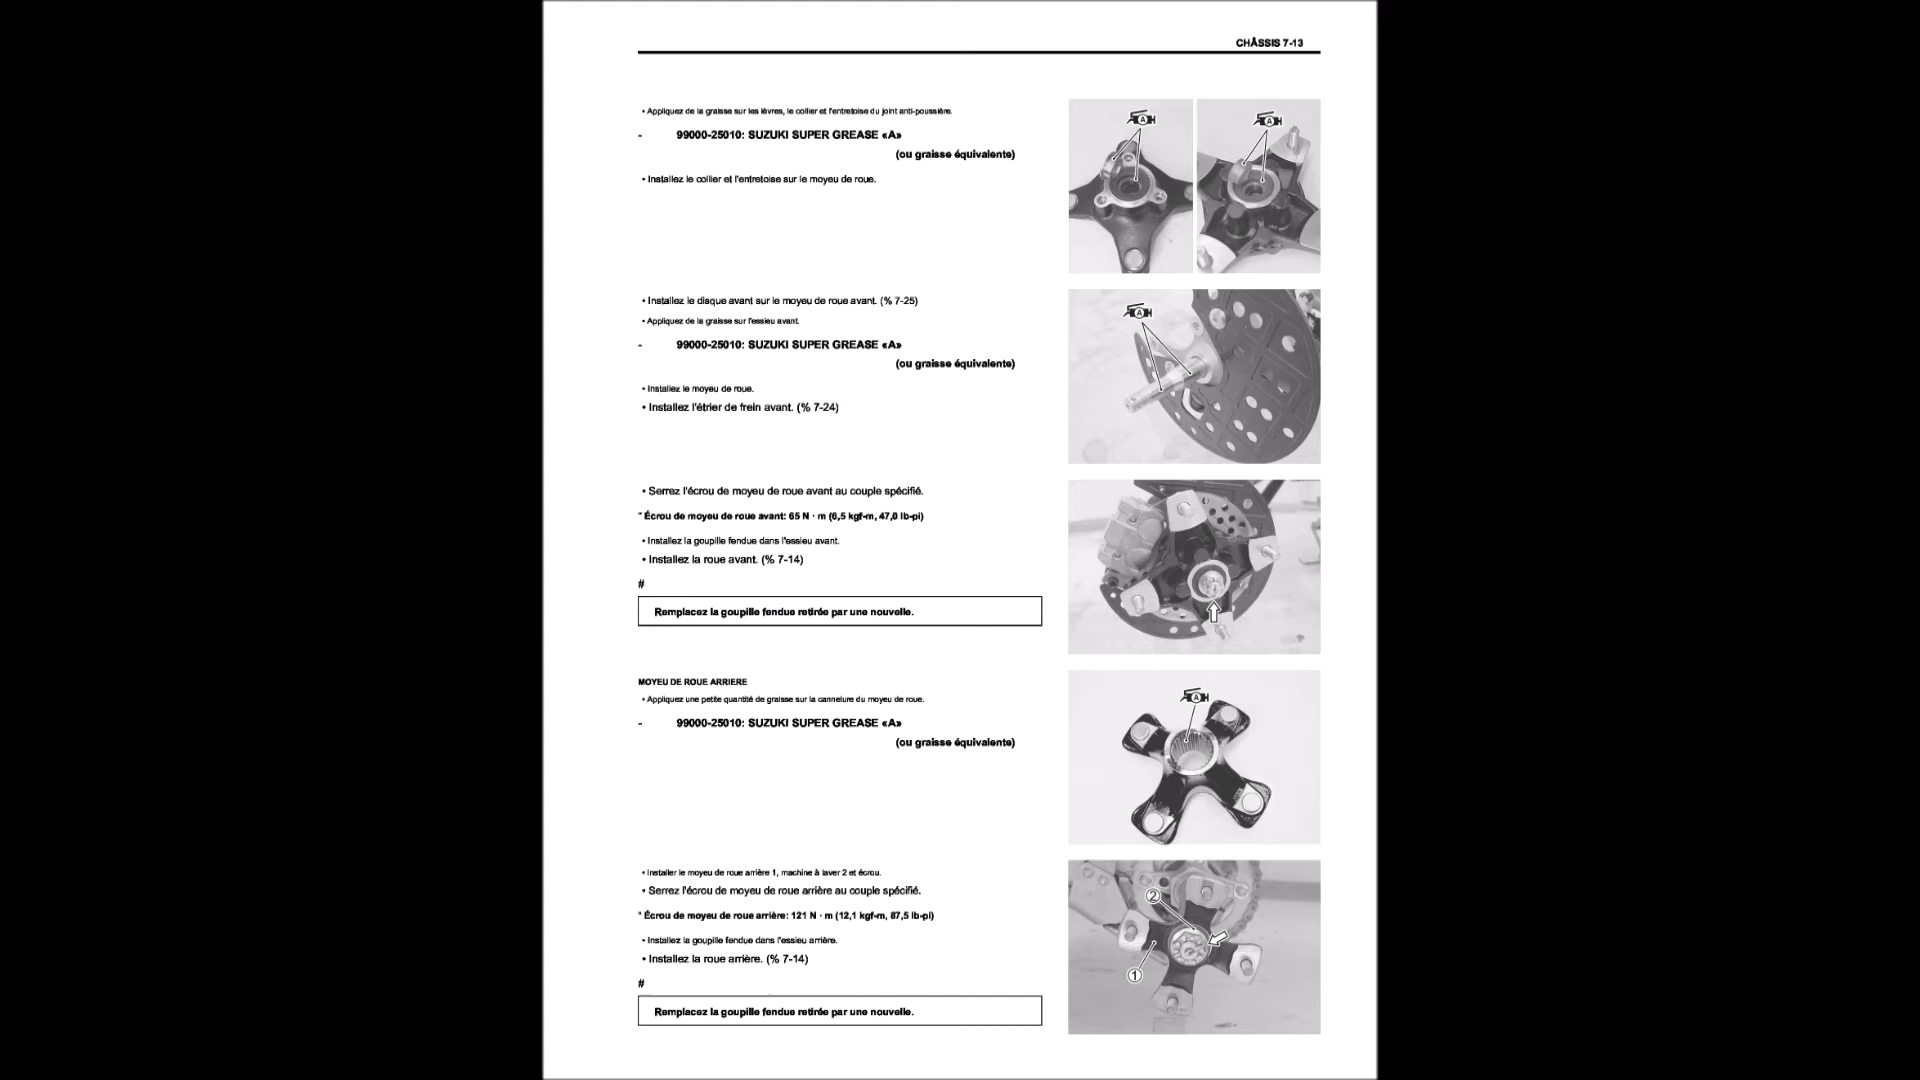 CHÂSSIS 7-13
• Appliquez de la graisse sur les lèvres, le collier et l'entretoise du joint anti-poussière.
- 99000-25010: SUZUKI SUPER GREASE «A»
(ou graisse équivalente)
• Installez le collier et l'entretoise sur le moyeu de roue.
A
A
• Installez le disque avant sur le moyeu de roue avant. (% 7-25)
• Appliquez de la graisse sur l'essieu avant.
- 99000-25010: SUZUKI SUPER GREASE «A»
(ou graisse équivalente)
• Installez le moyeu de roue.
• Installez l'étrier de frein avant. (% 7-24)
A
• Serrez l'écrou de moyeu de roue avant au couple spécifié.
" Écrou de moyeu de roue avant: 65 N · m (6,5 kgf-m, 47,0 lb-pi)
• Installez la goupille fendue dans l'essieu avant.
• Installez la roue avant. (% 7-14)
#
Remplacez la goupille fendue retirée par une nouvelle.
MOYEU DE ROUE ARRIERE
• Appliquez une petite quantité de graisse sur la cannelure du moyeu de roue.
- 99000-25010: SUZUKI SUPER GREASE «A»
(ou graisse équivalente)
A
• Installer le moyeu de roue arrière 1, machine à laver 2 et écrou.
• Serrez l'écrou de moyeu de roue arrière au couple spécifié.
" Écrou de moyeu de roue arrière: 121 N · m (12,1 kgf-m, 87,5 lb-pi)
• Installez la goupille fendue dans l'essieu arrière.
• Installez la roue arrière. (% 7-14)
#
Remplacez la goupille fendue retirée par une nouvelle.
2
1